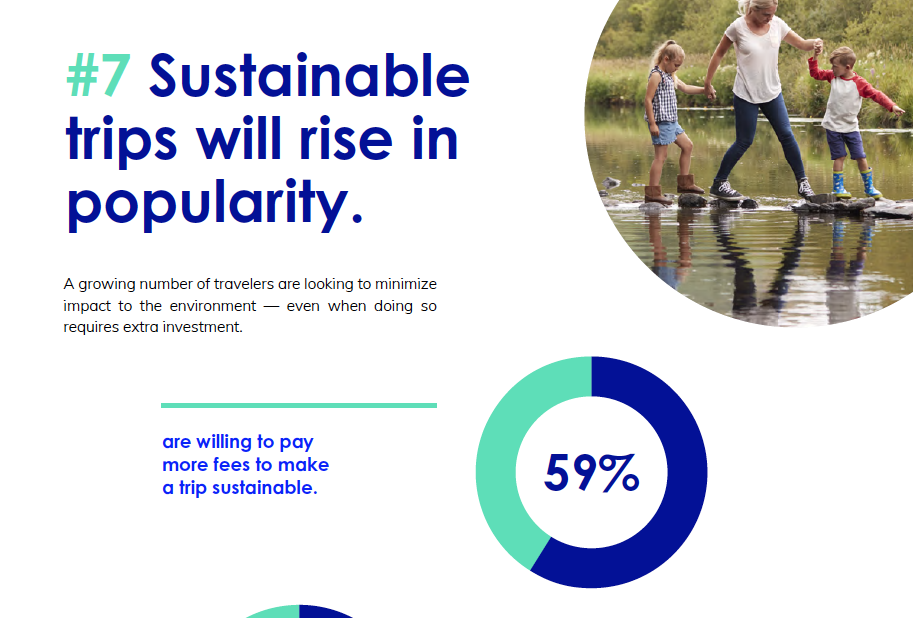 #7 Sustainable
trips will rise in
popularity.
A growing number of travelers are looking to minimize
impact to the environment — even when doing so
requires extra investment.
are willing to pay
more fees to make
a trip sustainable.
59%